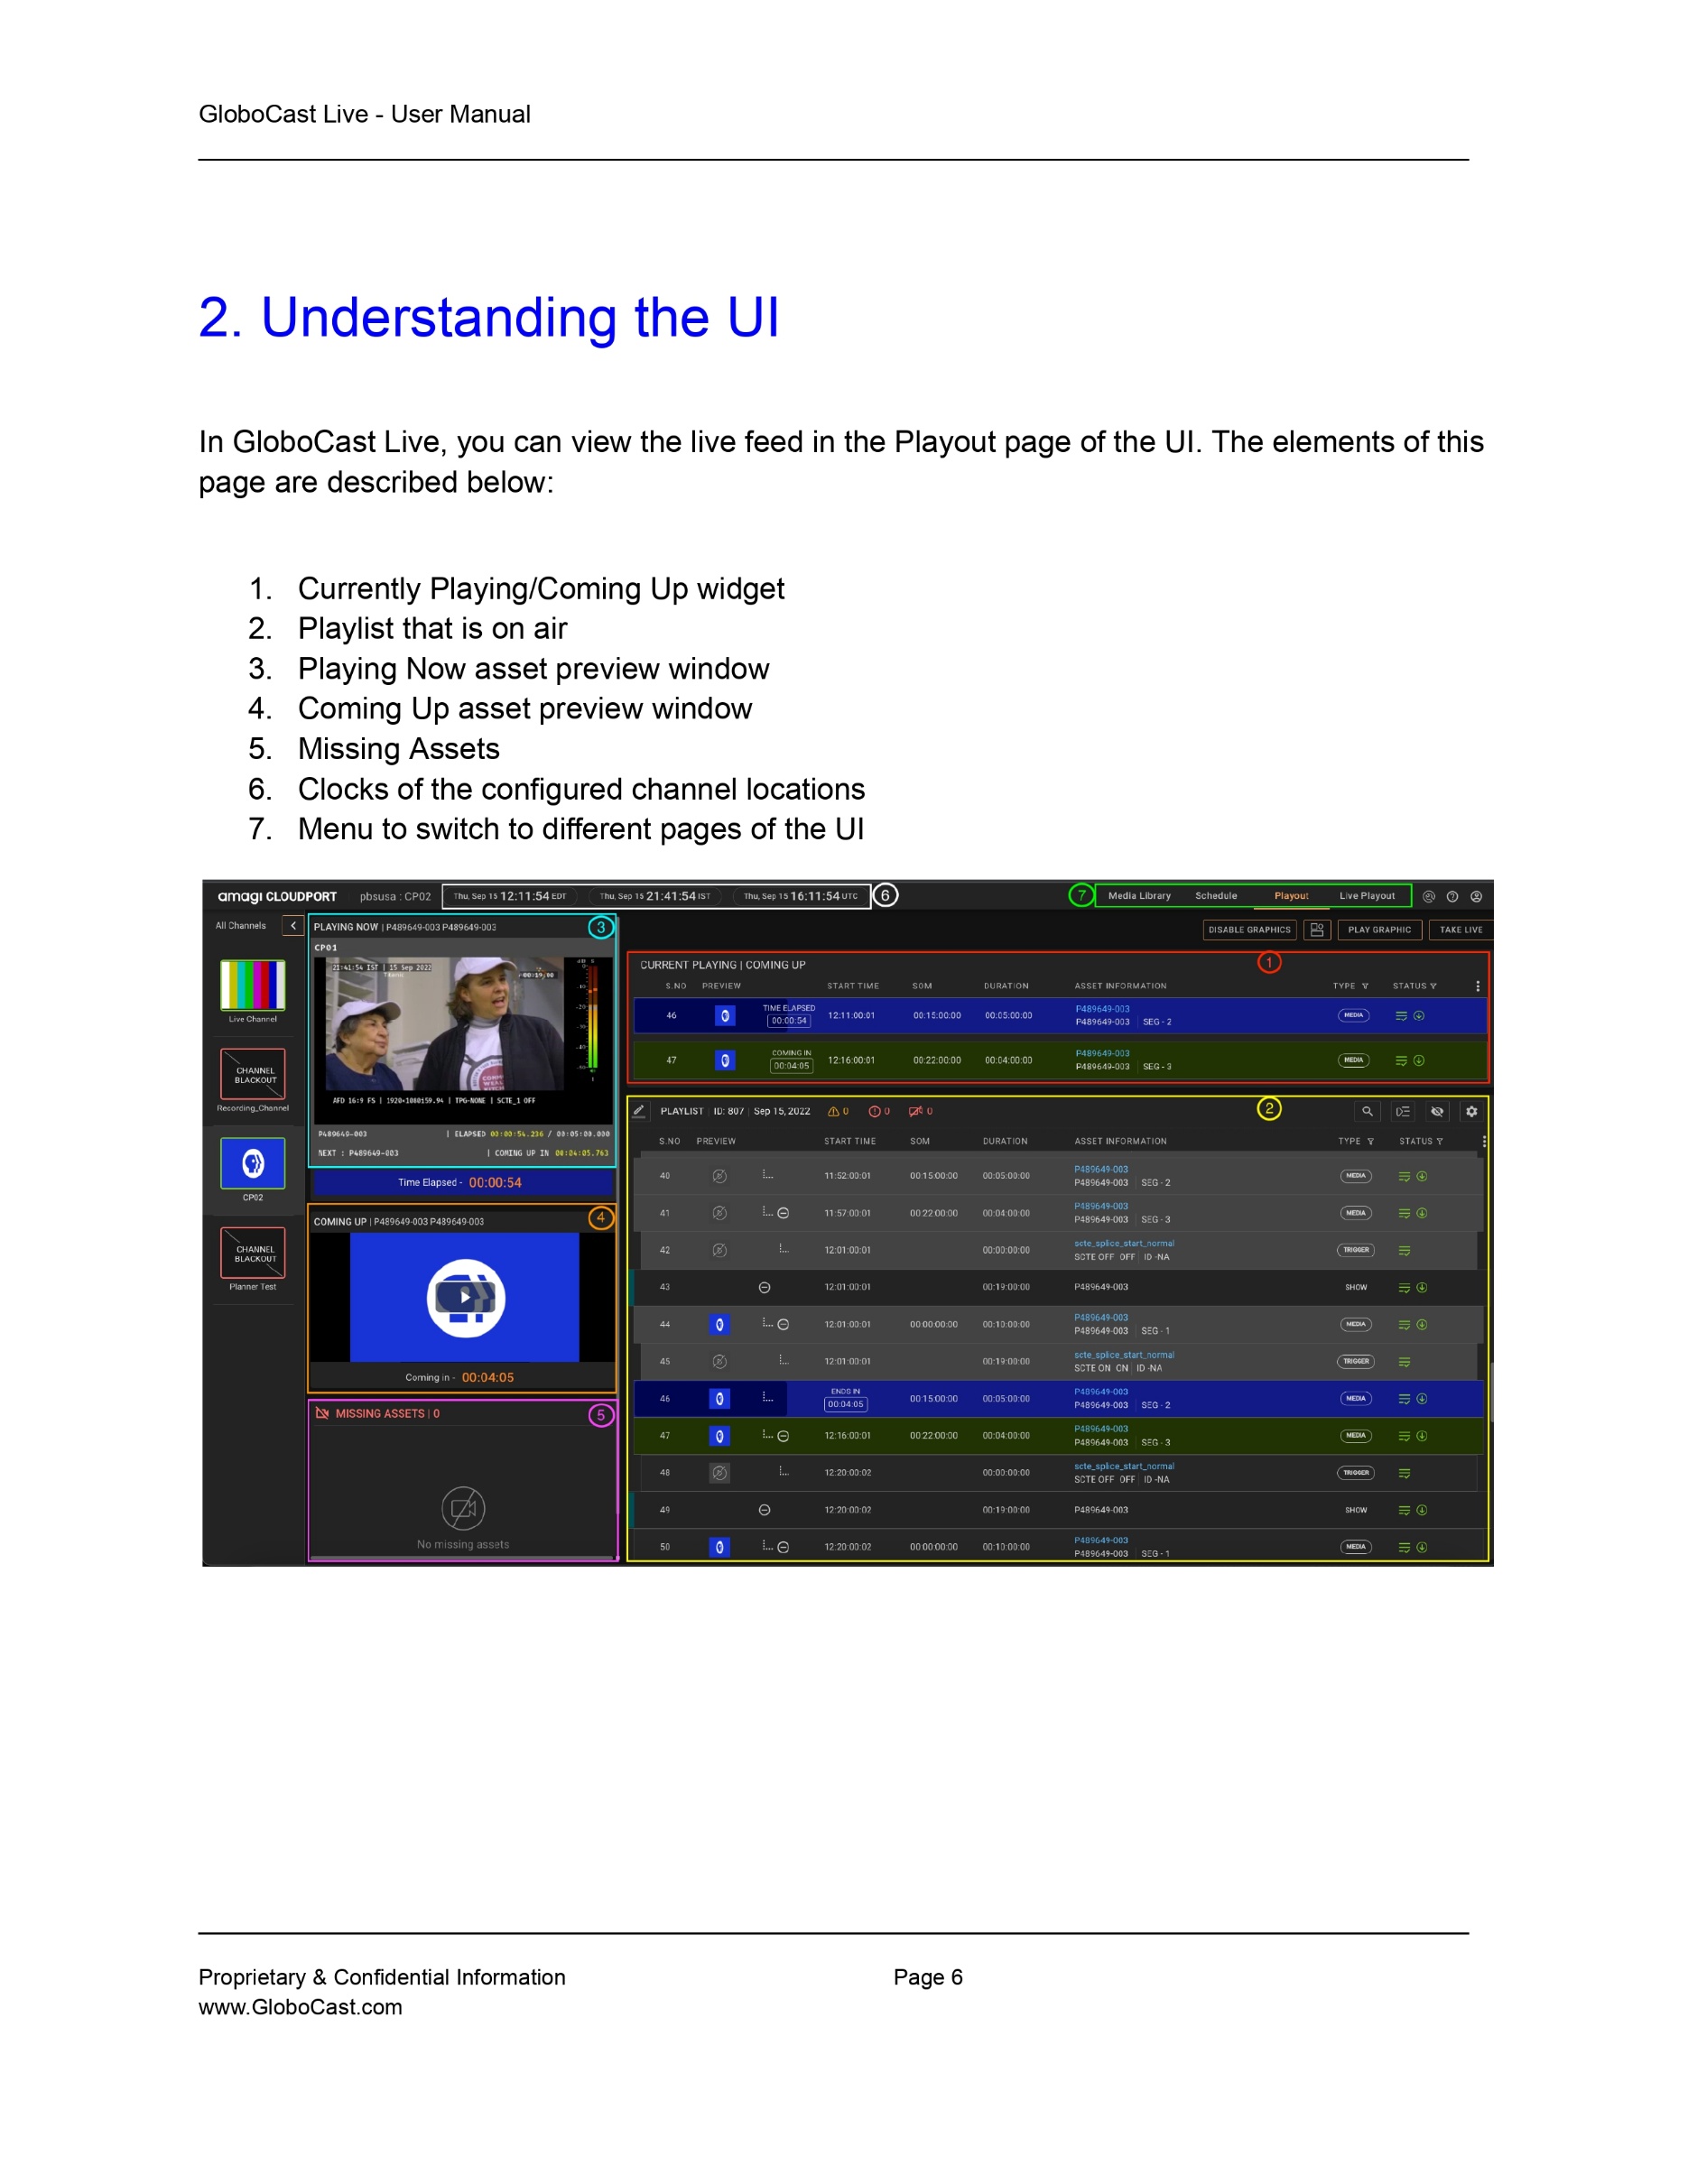 GloboCast Live - User Manual
2. Understanding the UI
In GloboCast Live, you can view the live feed in the Playout page of the UI. The elements of this
page are described below:
1. Currently Playing/Coming Up widget
2. Playlist that is on air
3. Playing Now asset preview window
4. Coming Up asset preview window
5. Missing Assets
6. Clocks of the configured channel locations
7. Menu to switch to different pages of the UI
amagi CLOUDPORT pbsusa : CP02 Thu, Sep 15 12:11:54 EDT Thu, Sep 15 21:41:54 IST Thu, Sep 15 16:11:54 UTC 6 7 Media Library Schedule Playout Live Playout
All Channels
Live Channel
CHANNEL
BLACKOUT
Recording_Channel
CP02
CHANNEL
BLACKOUT
Planner Test
PLAYING NOW | P489649-003 P489649-003 3
CP01
21:41:54 IST | 15 Sep 2022
00:19:00
AFD 16:9 FS | 1920×1080i59.94 | TPG-NONE | SCTE_1 OFF
P489649-003 | ELAPSED 00:00:54.236 / 00:05:00.000
NEXT : P489649-003 | COMING UP IN 00:04:05.763
Time Elapsed - 00:00:54
COMING UP | P489649-003 P489649-003 4
Coming in - 00:04:05
MISSING ASSETS | 0 5
No missing assets
DISABLE GRAPHICS PLAY GRAPHIC TAKE LIVE
CURRENT PLAYING | COMING UP 1
S.NO PREVIEW START TIME SOM DURATION ASSET INFORMATION TYPE STATUS
46 TIME ELAPSED 00:00:54 12:11:00:01 00:15:00:00 00:05:00:00 P489649-003 MEDIA
P489649-003 SEG - 2
47 COMING IN 00:04:05 12:16:00:01 00:22:00:00 00:04:00:00 P489649-003 MEDIA
P489649-003 SEG - 3
PLAYLIST ID: 807 Sep 15, 2022 0 0 0 2
S.NO PREVIEW START TIME SOM DURATION ASSET INFORMATION TYPE STATUS
40 11:52:00:01 00:15:00:00 00:05:00:00 P489649-003 MEDIA
P489649-003 SEG - 2
41 11:57:00:01 00:22:00:00 00:04:00:00 P489649-003 MEDIA
P489649-003 SEG - 3
42 12:01:00:01 00:00:00:00 scte_splice_start_normal TRIGGER
SCTE OFF OFF ID -NA
43 12:01:00:01 00:19:00:00 P489649-003 SHOW
44 12:01:00:01 00:00:00:00 00:10:00:00 P489649-003 MEDIA
P489649-003 SEG - 1
45 12:01:00:01 00:19:00:00 scte_splice_start_normal TRIGGER
SCTE ON ON ID -NA
46 ENDS IN 00:04:05 00:15:00:00 00:05:00:00 P489649-003 MEDIA
P489649-003 SEG - 2
47 12:16:00:01 00:22:00:00 00:04:00:00 P489649-003 MEDIA
P489649-003 SEG - 3
48 12:20:00:02 00:00:00:00 scte_splice_start_normal TRIGGER
SCTE OFF OFF ID -NA
49 12:20:00:02 00:19:00:00 P489649-003 SHOW
50 12:20:00:02 00:00:00:00 00:10:00:00 P489649-003 MEDIA
P489649-003 SEG - 1
Proprietary & Confidential Information Page 6
www.GloboCast.com